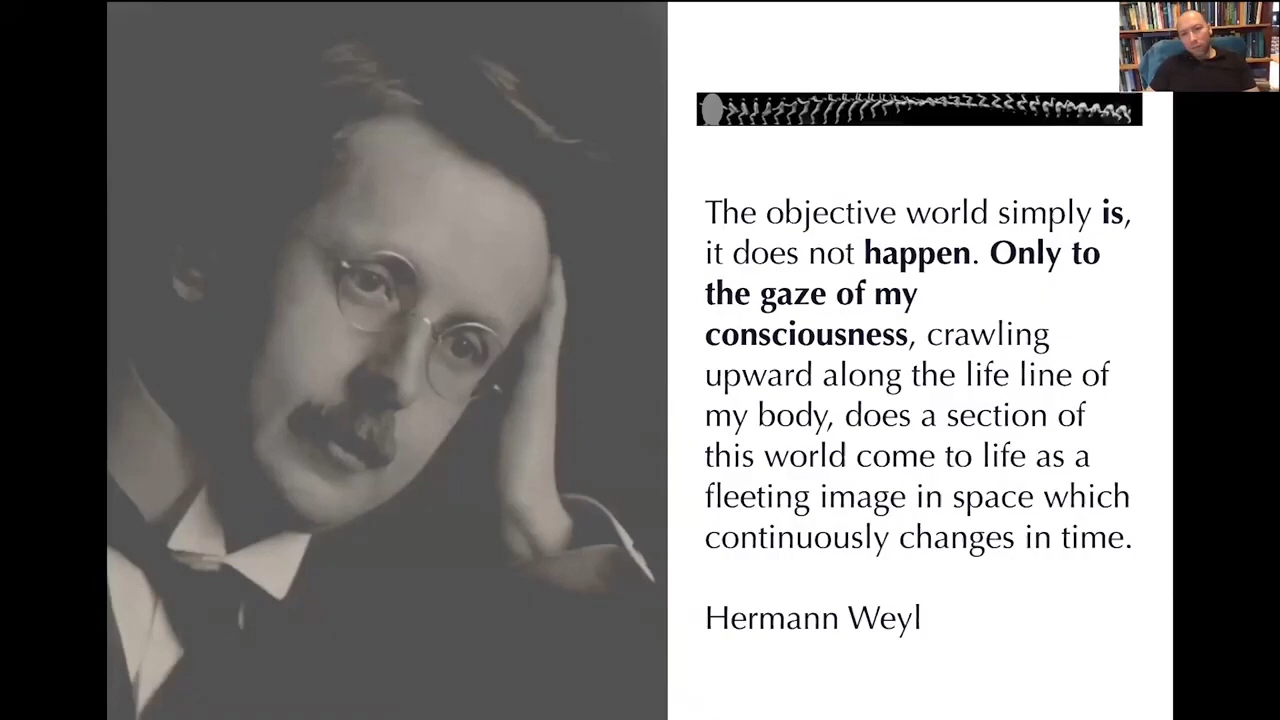 The objective world simply is,
it does not happen. Only to
the gaze of my
consciousness, crawling
upward along the life line of
my body, does a section of
this world come to life as a
fleeting image in space which
continuously changes in time.
Hermann Weyl